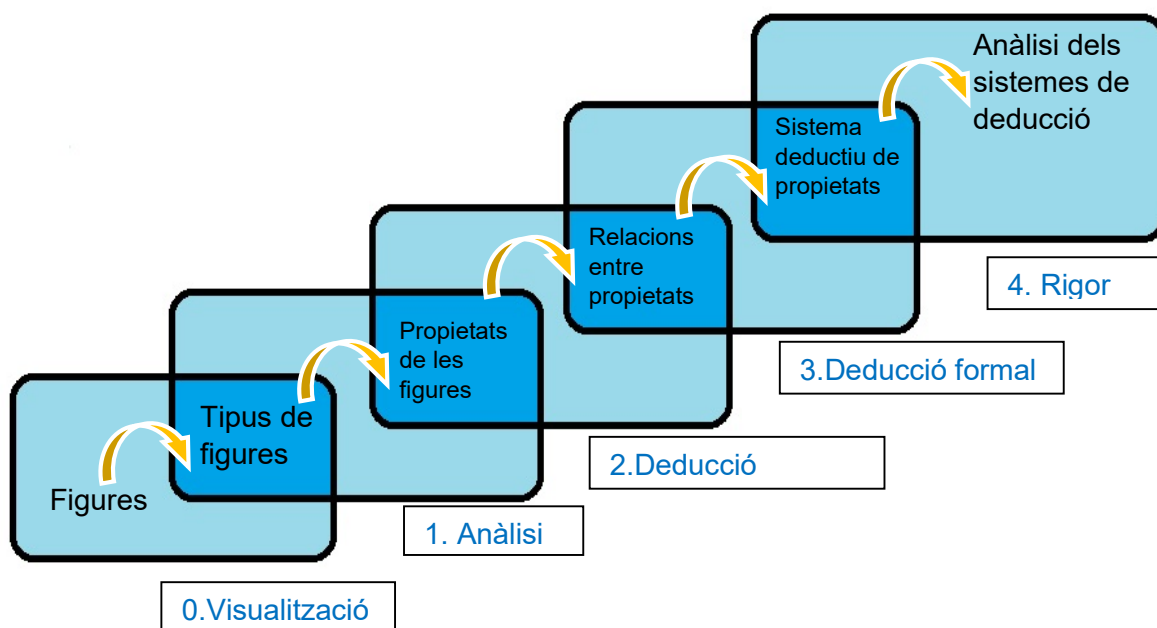 Anàlisi dels
sistemes de
deducció
Sistema
deductiu de
propietats
Relacions
entre
propietats
4. Rigor
Propietats
de les
figures
3.Deducció formal
Tipus de
figures
2.Deducció
Figures
1. Anàlisi
0.Visualització